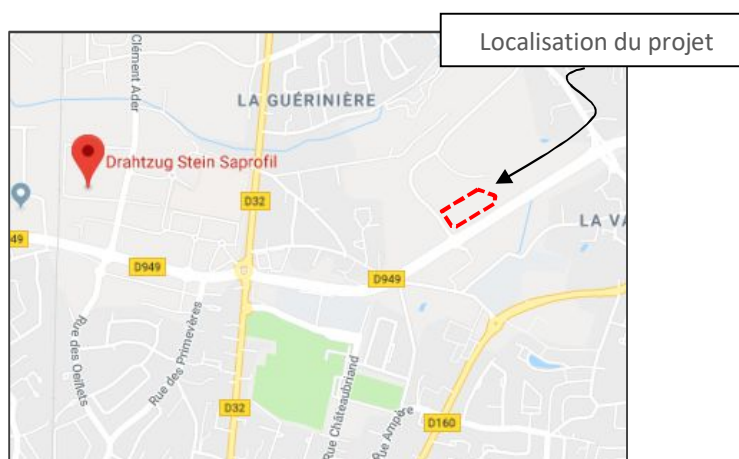 Localisation du projet
Clément Ader
LA GUÉRINIÈRE
Drahtzug Stein Saprofil
D32
LA VA
49
D949
D949
Rue des Oeillets
Rue des Primevères
D32
Rue Châteaubriand
Rue Ampère
D160